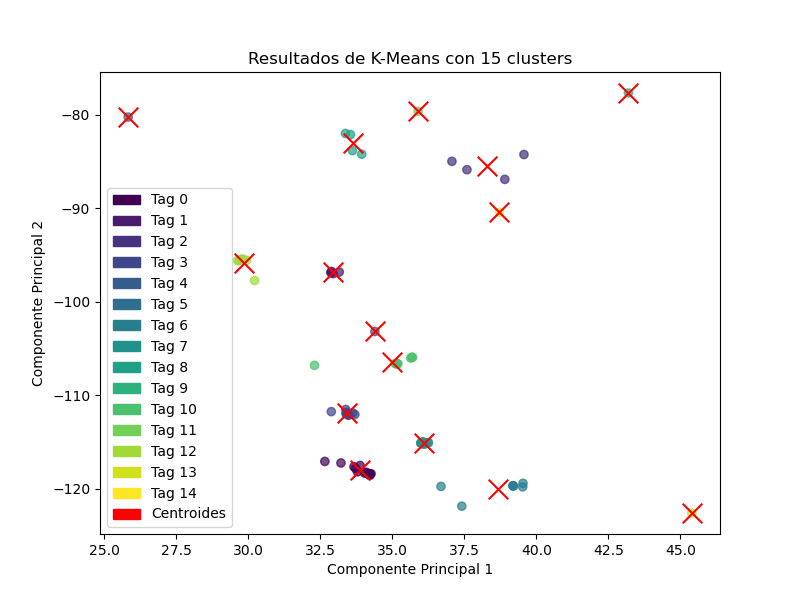 Resultados de K-Means con 15 clusters
Componente Principal 2
−80
−90
−100
−110
−120
Tag 0
Tag 1
Tag 2
Tag 3
Tag 4
Tag 5
Tag 6
Tag 7
Tag 8
Tag 9
Tag 10
Tag 11
Tag 12
Tag 13
Tag 14
Centroides
25.0 27.5 30.0 32.5 35.0 37.5 40.0 42.5 45.0
Componente Principal 1